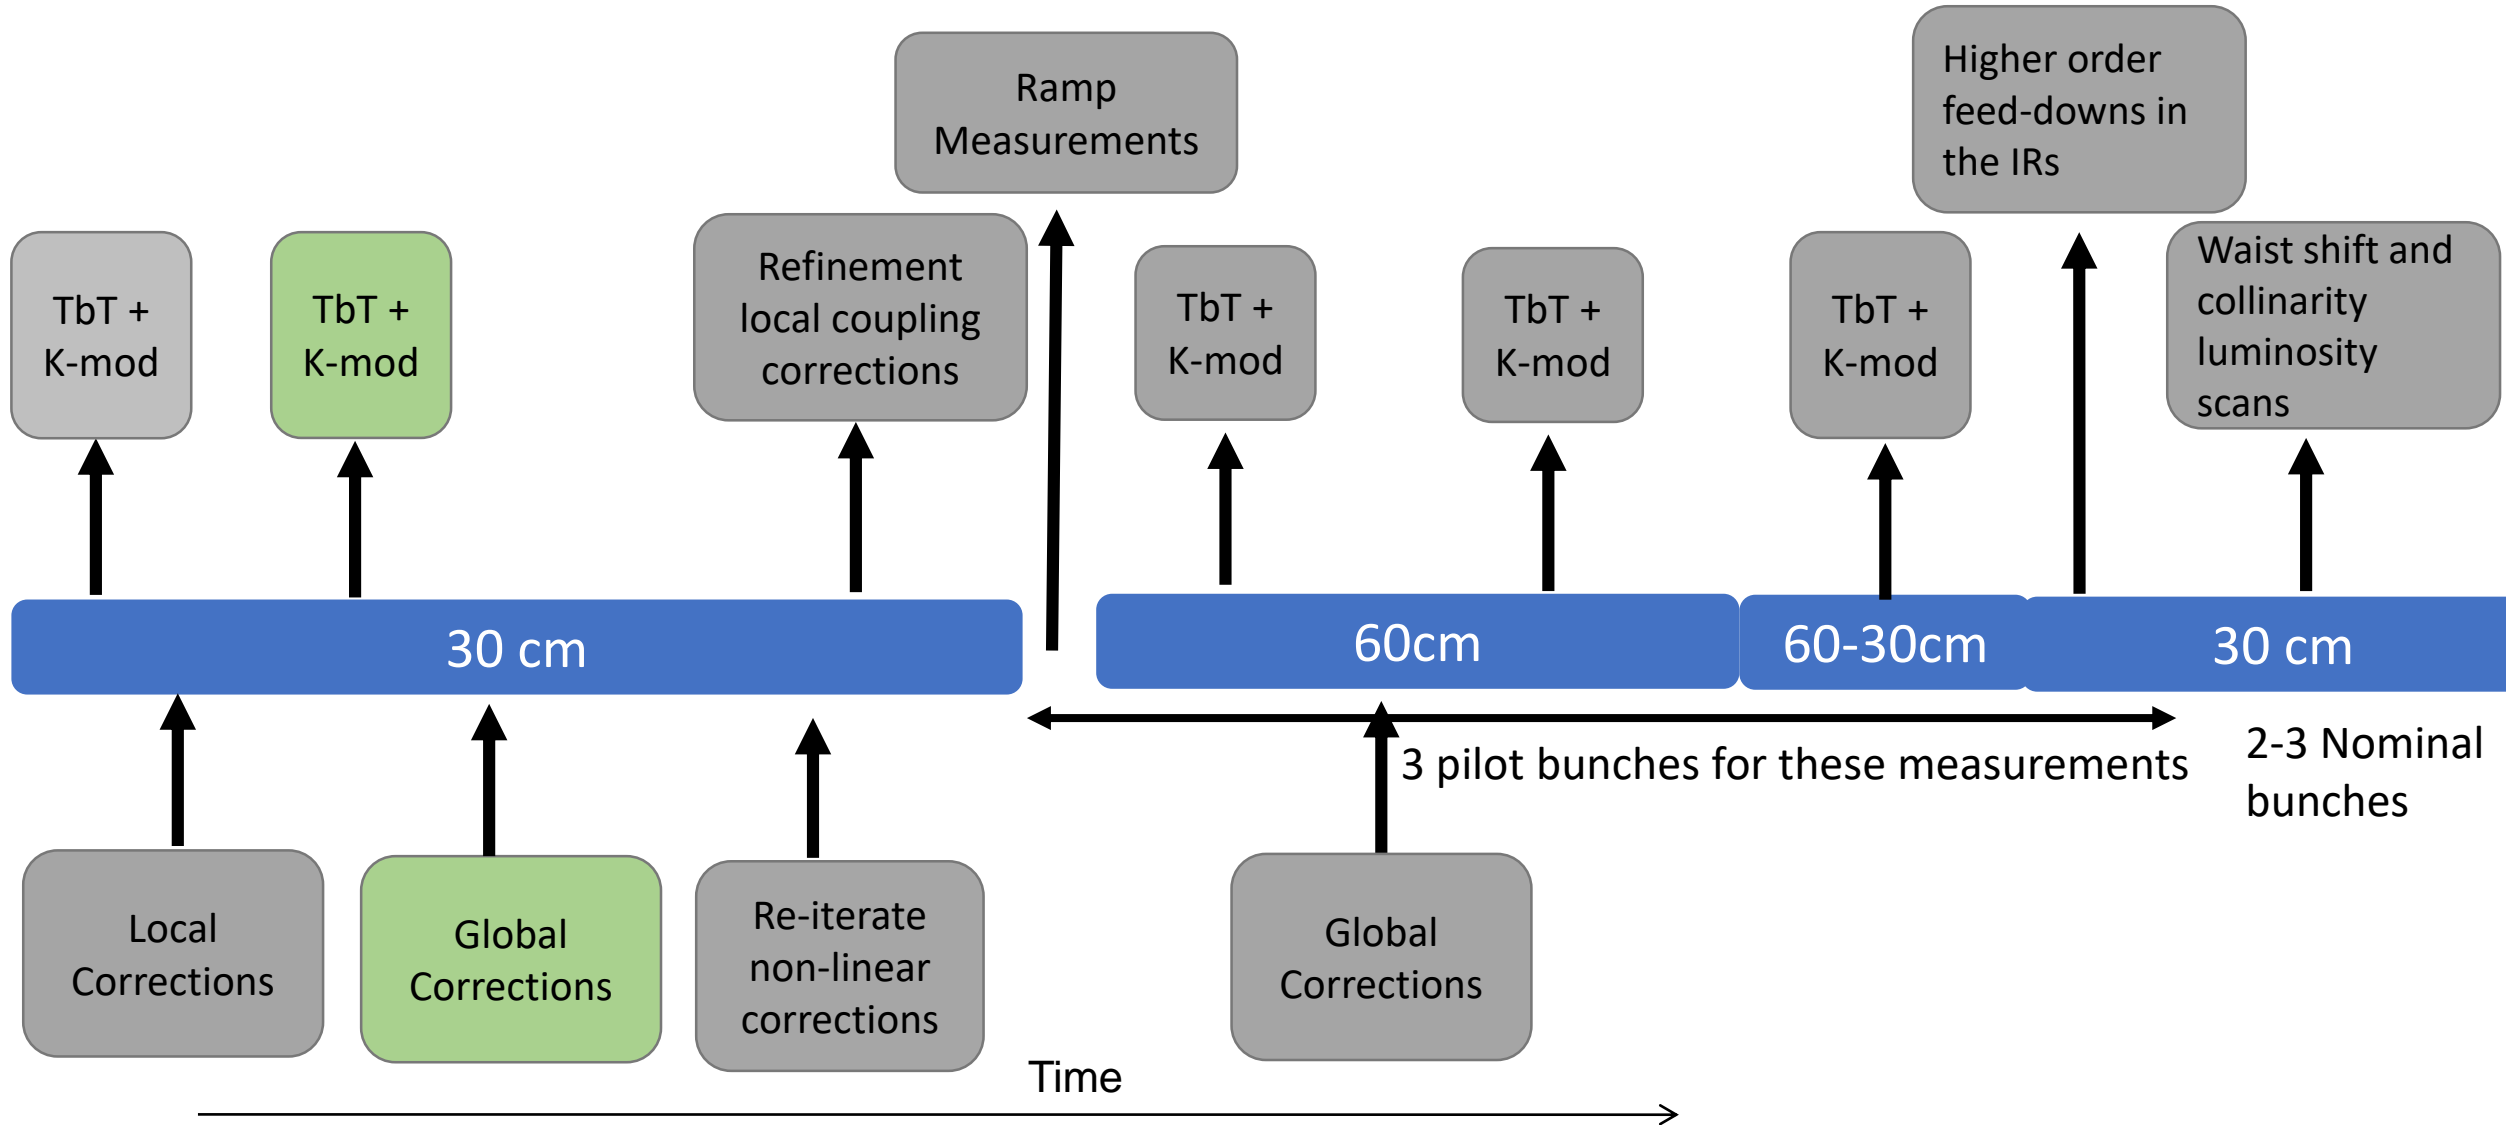 Ramp
Measurements
Higher order
feed-downs in
the IRs
TbT +
K-mod
TbT +
K-mod
Refinement
local coupling
corrections
TbT +
K-mod
TbT +
K-mod
TbT +
K-mod
Waist shift and
collinarity
luminosity
scans
30 cm
60cm
60-30cm
30 cm
3 pilot bunches for these measurements
2-3 Nominal
bunches
Local
Corrections
Global
Corrections
Re-iterate
non-linear
corrections
Global
Corrections
Time